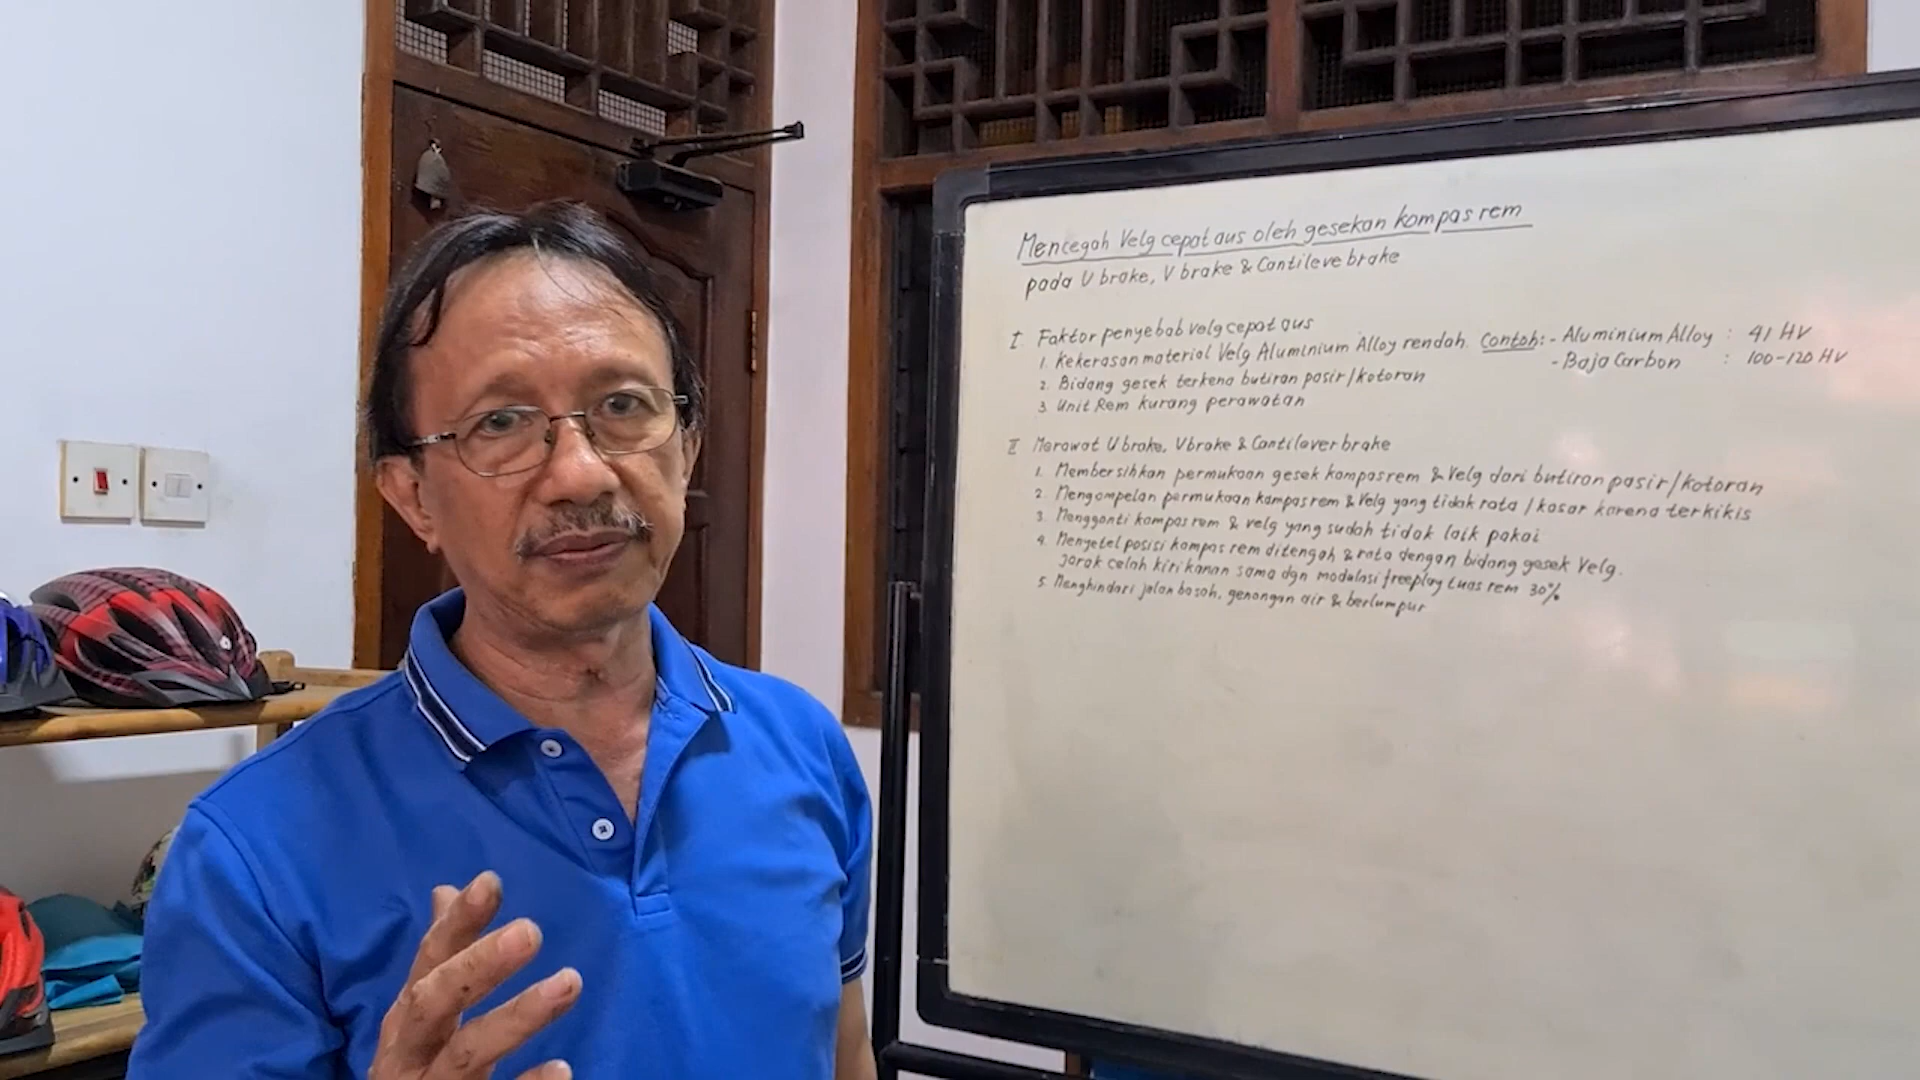 Mencegah Velg cepat aus oleh gesekan kampas rem
pada U brake, V brake & Cantileve brake
I Faktor penyebab velg cepat aus
1. Kekerasan material Velg Aluminium Alloy rendah. Contoh: - Aluminium Alloy : 41 HV
- Baja Carbon : 100-120 HV
2. Bidang gesek terkena butiran pasir/kotoran
3. Unit Rem kurang perawatan
II Merawat U brake, V brake & Cantilever brake
1. Membersihkan permukaan gesek kampas rem & Velg dari butiran pasir/kotoran
2. Mengampelan permukaan kampas rem & Velg yang tidak rata / kasar karena terkikis
3. Mengganti kampas rem & velg yang sudah tidak laik pakai
4. Menyetel posisi kampas rem ditengah & rata dengan bidang gesek Velg.
Jarak celah kiri kanan sama dgn modulasi freeplay tuas rem 30%
5. Menghindari jalan basah, genangan air & berlumpur